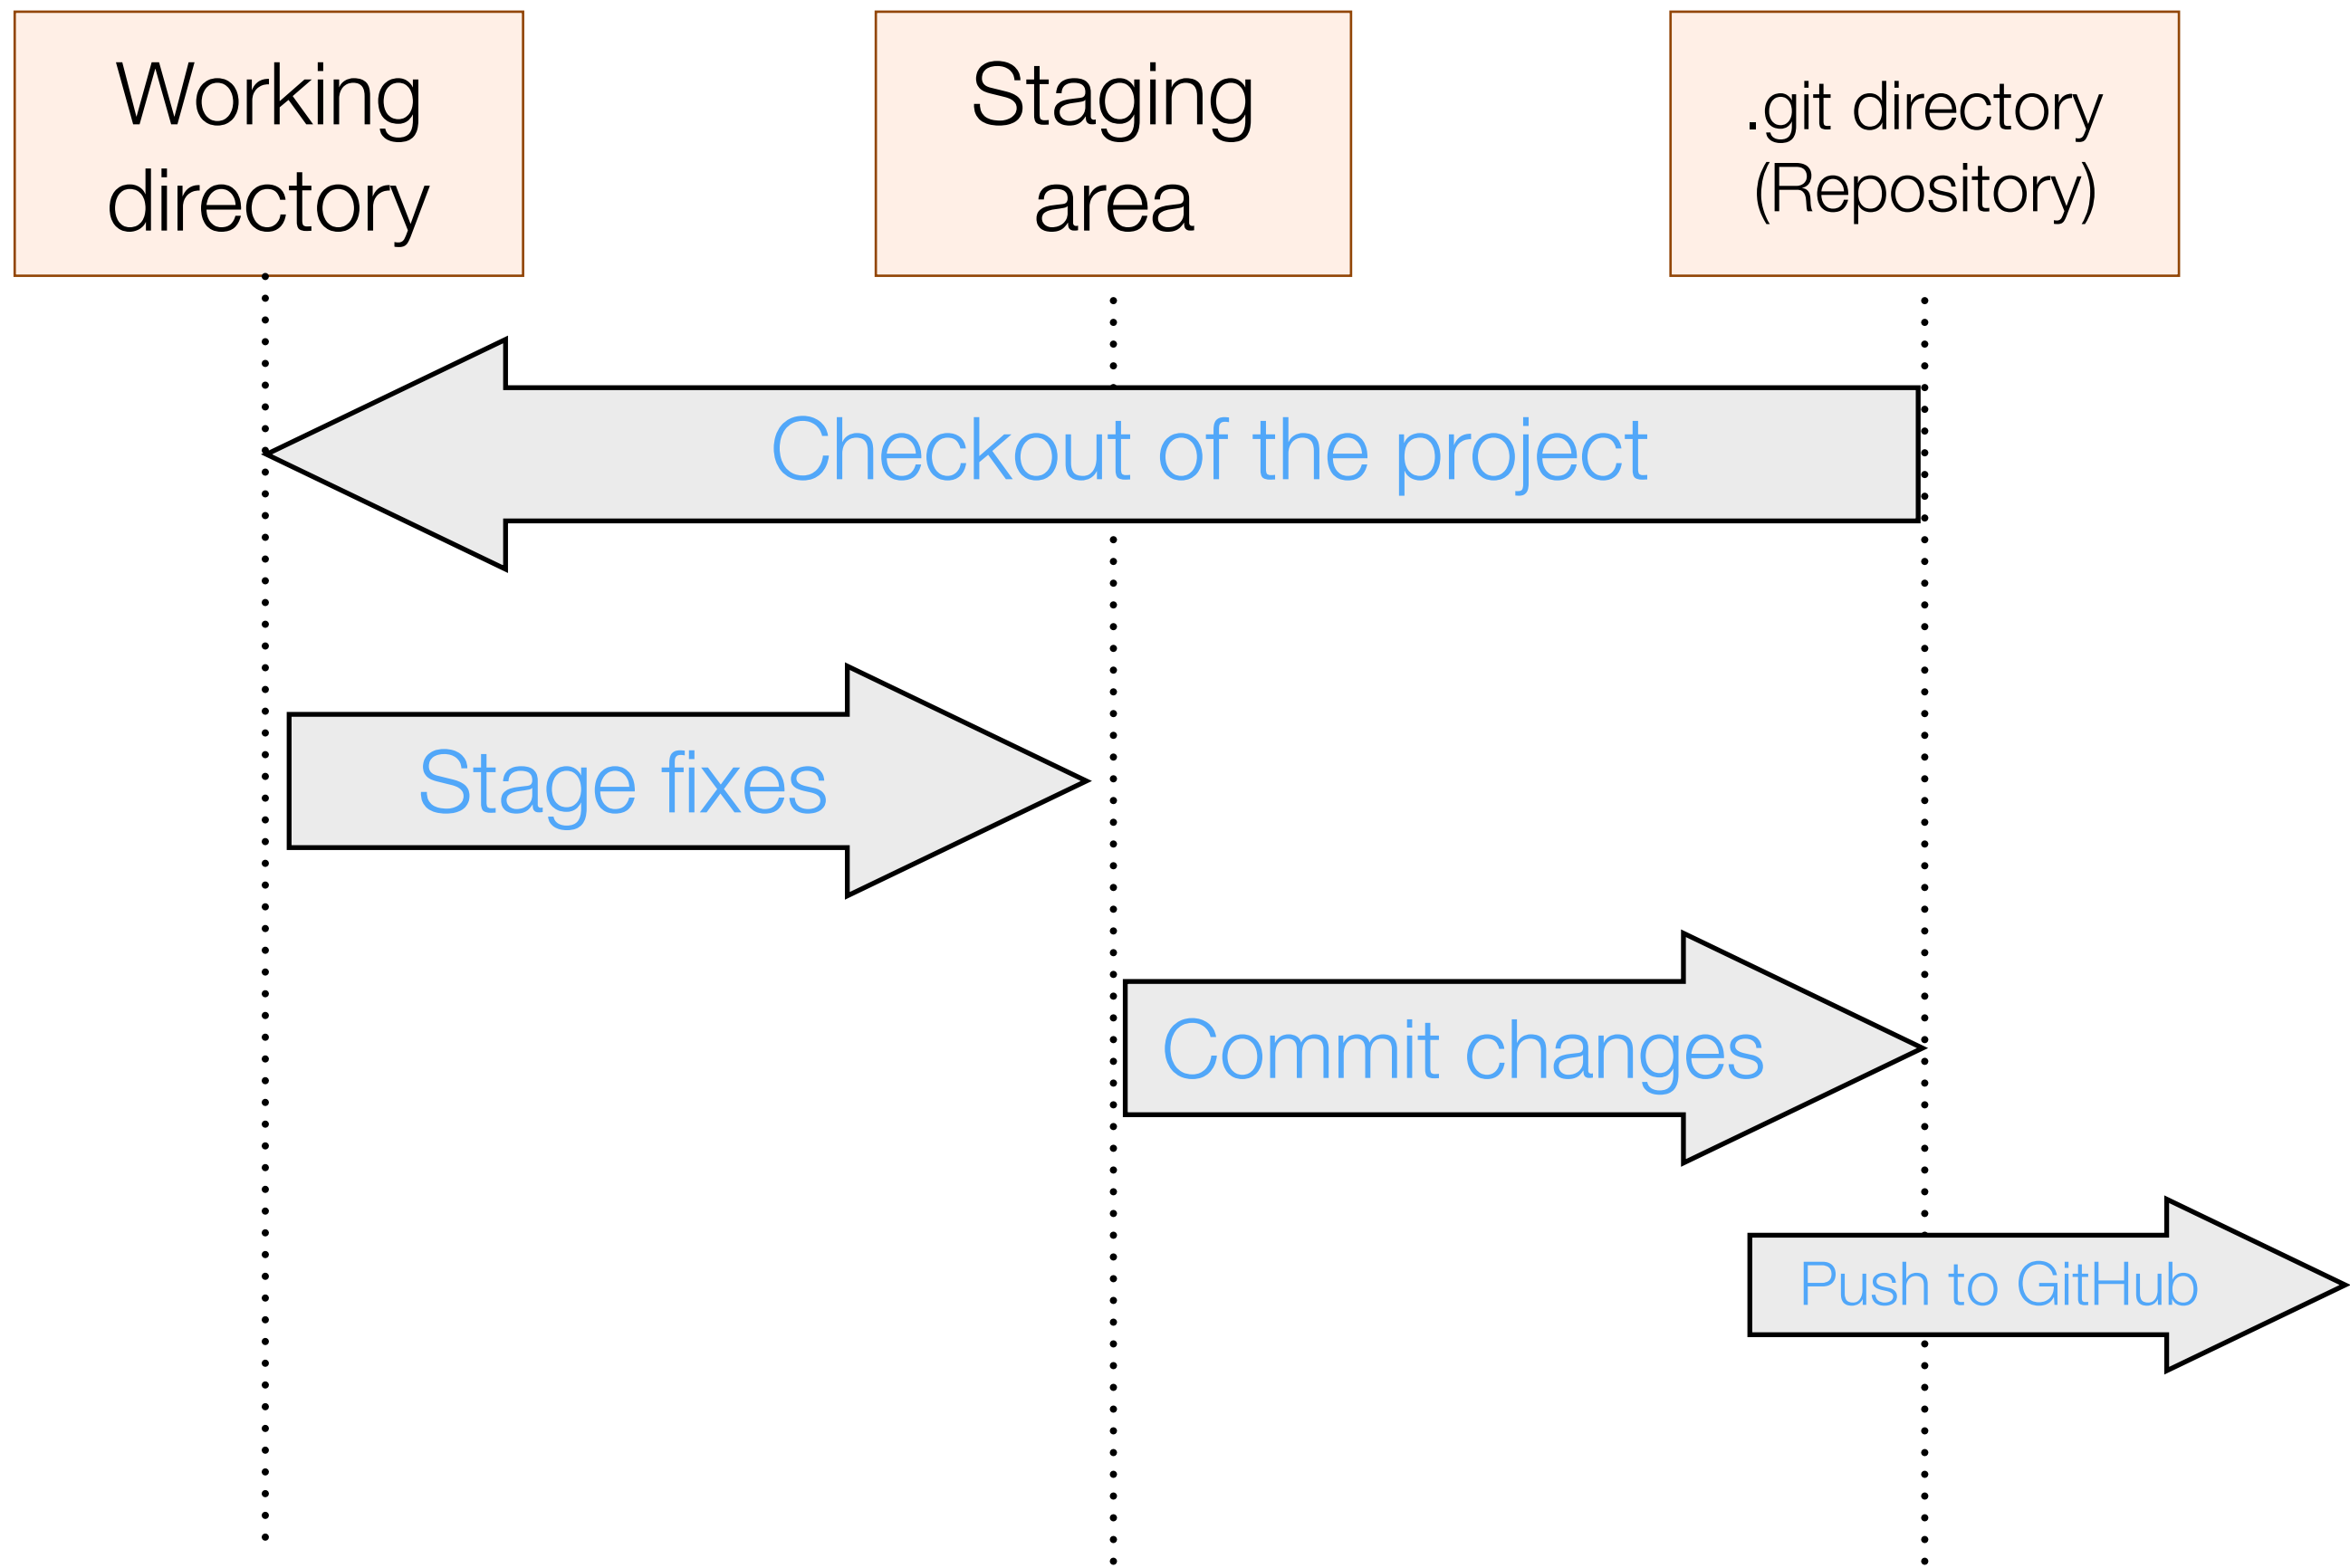 Working
directory
Staging
area
.git directory
(Repository)
Checkout of the project
Stage fixes
Commit changes
Push to GitHub